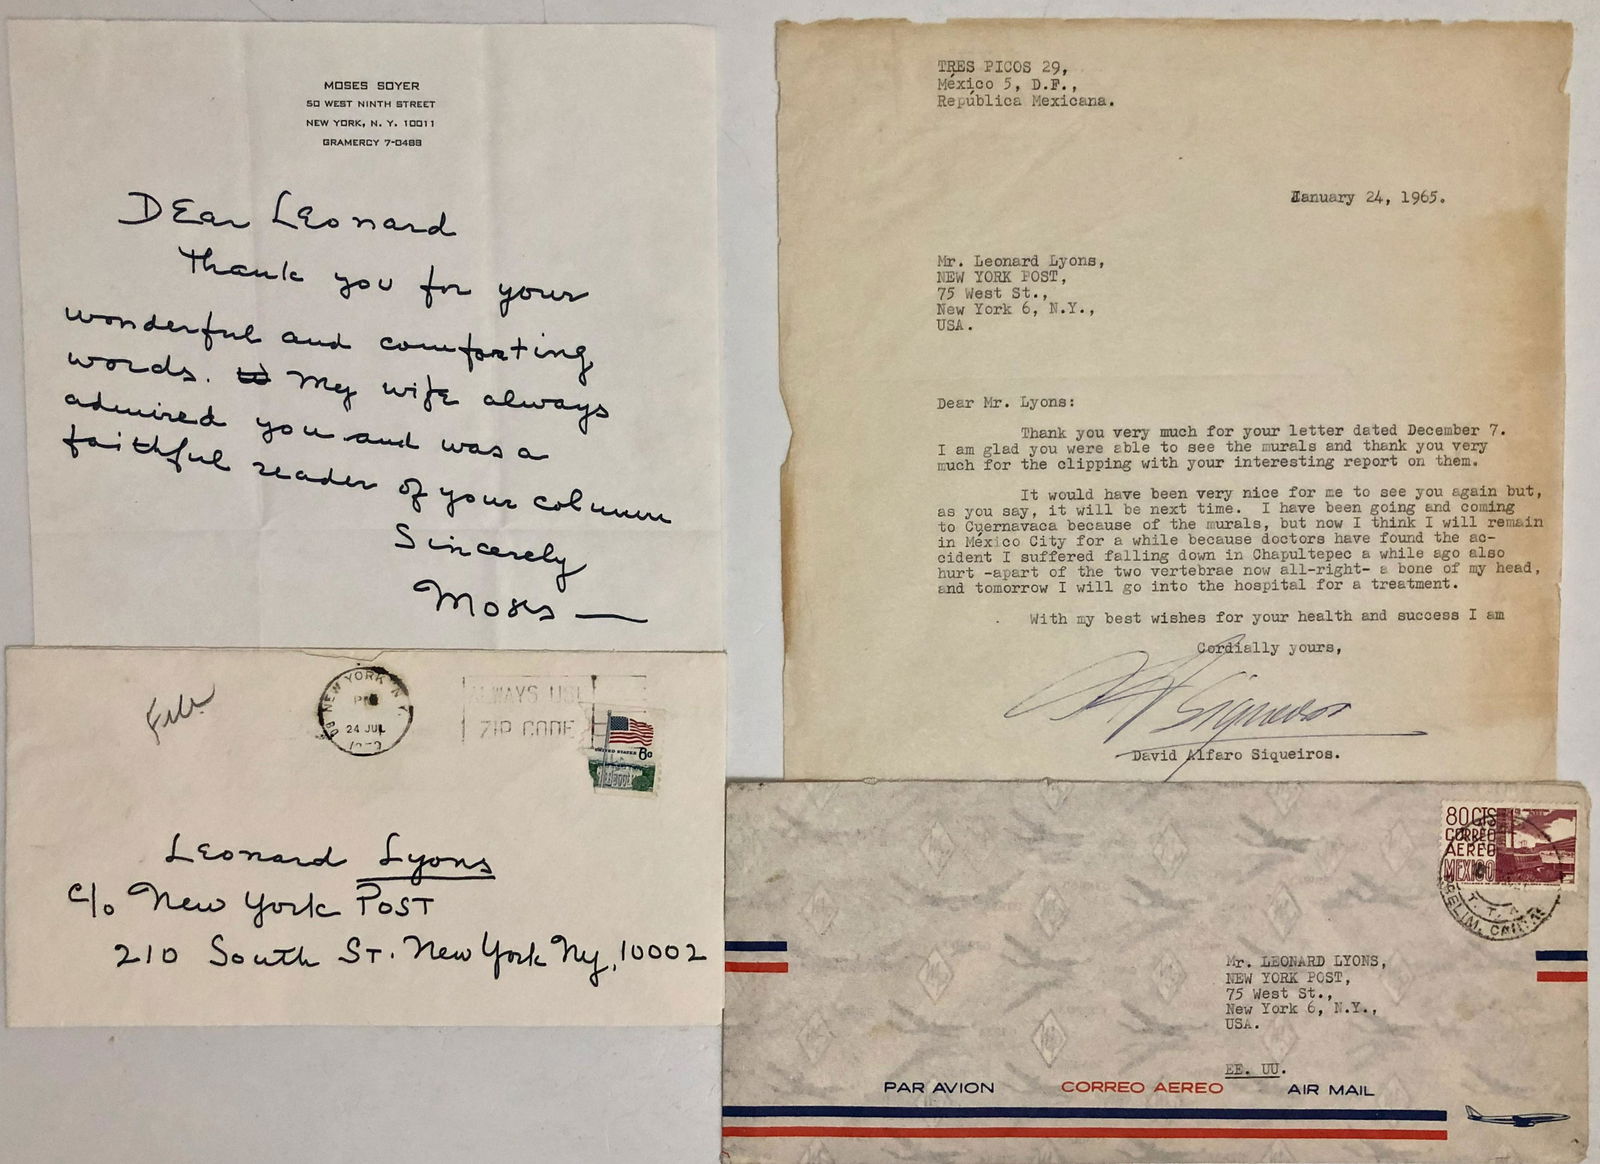 MOSES SOYER
50 WEST NINTH STREET
NEW YORK, N. Y. 10011
GRAMERCY 7-0488
Dear Leonard
Thank you for your
wonderful and comforting
words. My wife always
admired you and was a
faithful reader of your column
Sincerely
Moses —
File
NEW YORK N.Y.
PM
24 JUL
ALWAYS USE
ZIP CODE
UNITED STATES 6c
Leonard Lyons
c/o New York POST
210 South ST. New York Ny, 10002
TRES PICOS 29,
México 5, D.F.,
República Mexicana.
January 24, 1965.
Mr. Leonard Lyons,
NEW YORK POST,
75 West St.,
New York 6, N.Y.,
USA.
Dear Mr. Lyons:
Thank you very much for your letter dated December 7.
I am glad you were able to see the murals and thank you very
much for the clipping with your interesting report on them.
It would have been very nice for me to see you again but,
as you say, it will be next time. I have been going and coming
to Cuernavaca because of the murals, but now I think I will remain
in México City for a while because doctors have found the ac-
cident I suffered falling down in Chapultepec a while ago also
hurt -apart of the two vertebrae now all-right- a bone of my head,
and tomorrow I will go into the hospital for a treatment.
With my best wishes for your health and success I am
Cordially yours,
Siqueiros
David Alfaro Siqueiros.
80 CTS
CORREO
AEREO
MEXICO
Mr. LEONARD LYONS,
NEW YORK POST,
75 West St.,
New York 6, N.Y.,
USA.
EE. UU.
PAR AVION CORREO AEREO AIR MAIL